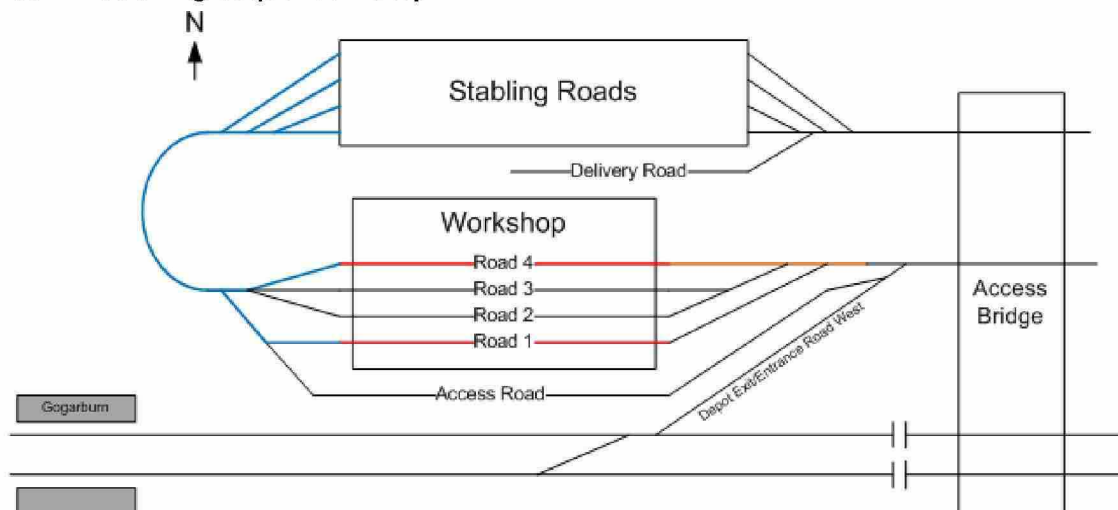 N
Stabling Roads
Delivery Road
Workshop
Road 4
Road 3
Road 2
Road 1
Access
Bridge
Depot Exit/Entrance Road West
Access Road
Gogarburn